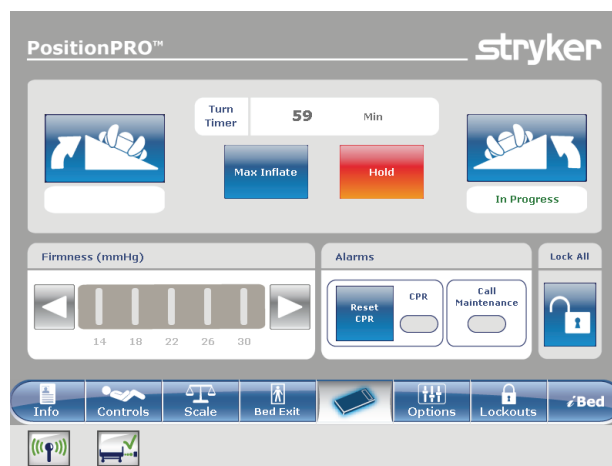 PositionPRO™
stryker
Turn
Timer
59
Min
Max Inflate
Hold
In Progress
Firmness (mmHg)
14 18 22 26 30
Alarms
Reset
CPR
CPR
Call
Maintenance
Lock All
1
Info
Controls
Scale
Bed Exit
Options
Lockouts
iBed